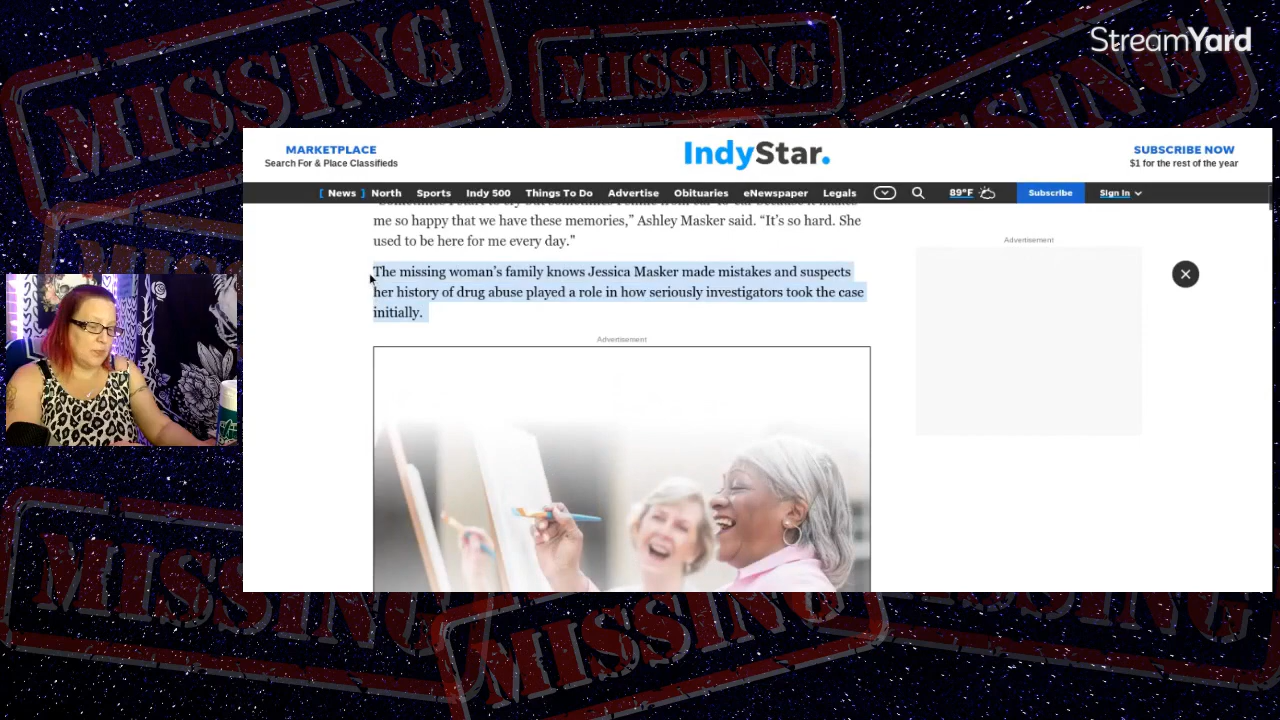 MISSING
MISSING
StreamYard
MARKETPLACE
Search For & Place Classifieds
IndyStar.
SUBSCRIBE NOW
$1 for the rest of the year
[ News ] North Sports Indy 500 Things To Do Advertise Obituaries eNewspaper Legals 89°F Subscribe Sign In
me so happy that we have these memories,” Ashley Masker said. “It’s so hard. She
used to be here for me every day.”
Advertisement
The missing woman’s family knows Jessica Masker made mistakes and suspects
her history of drug abuse played a role in how seriously investigators took the case
initially.
Advertisement
MISSING
MISSING